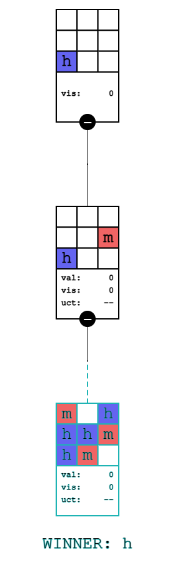 h
vis: 0
−
m
h
val: 0
vis: 0
uct: --
−
m h
h h m
h m
val: 0
vis: 0
uct: --
WINNER: h